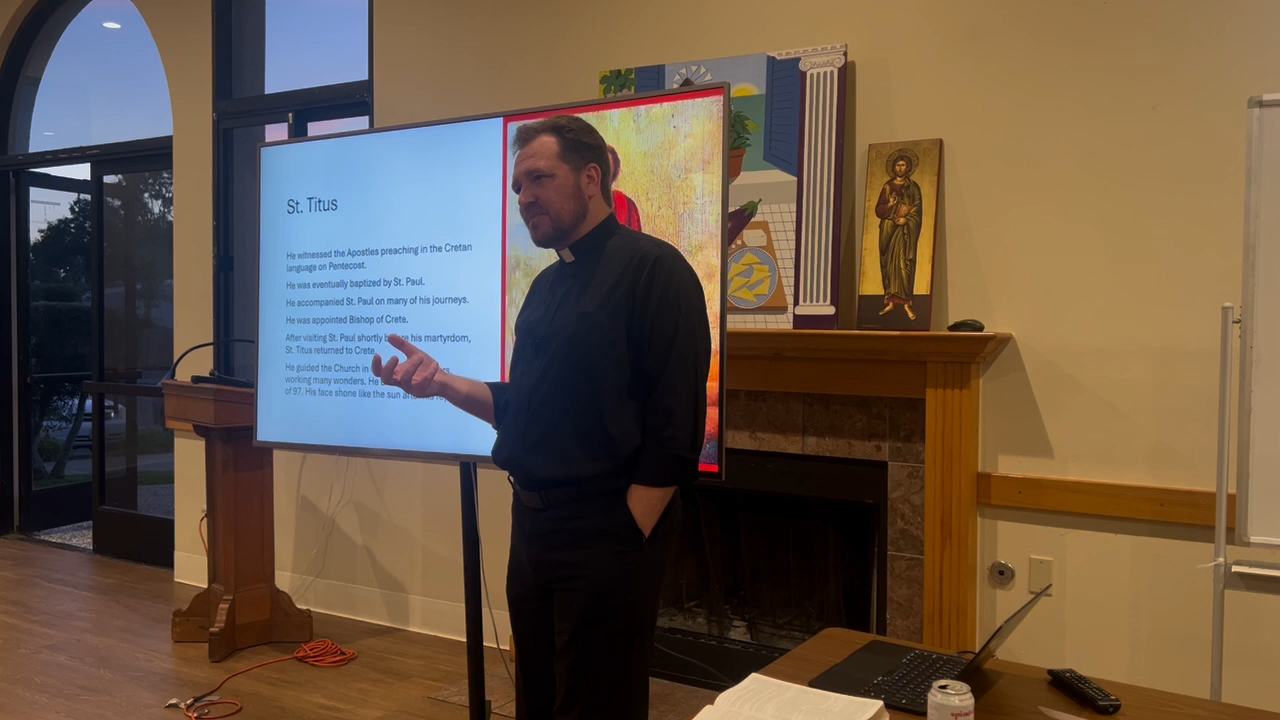 St. Titus
He witnessed the Apostles preaching in the Cretan
language on Pentecost.
He was eventually baptized by St. Paul.
He accompanied St. Paul on many of his journeys.
He was appointed Bishop of Crete.
After visiting St. Paul shortly his martyrdom,
St. Titus returned to Crete
He guided the Church in
working many wonders. He
of 97. His face shone like the sun